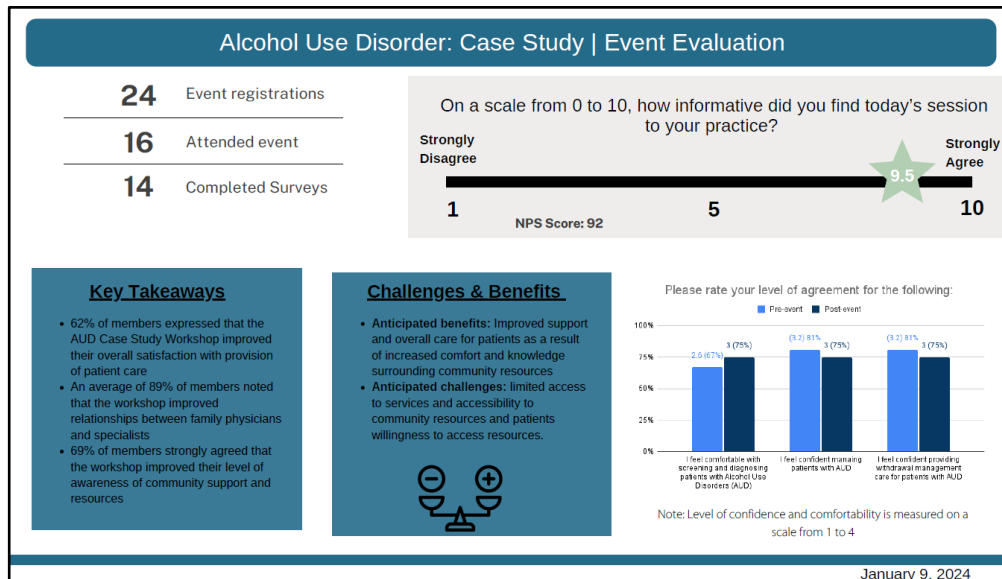 Alcohol Use Disorder: Case Study | Event Evaluation
24 Event registrations
16 Attended event
14 Completed Surveys
On a scale from 0 to 10, how informative did you find today's session
to your practice?
Strongly
Disagree
Strongly
Agree
9.5
1
5
10
NPS Score: 92
Key Takeaways
• 62% of members expressed that the
AUD Case Study Workshop improved
their overall satisfaction with provision
of patient care
• An average of 89% of members noted
that the workshop improved
relationships between family physicians
and specialists
• 69% of members strongly agreed that
the workshop improved their level of
awareness of community support and
resources
Challenges & Benefits
• Anticipated benefits: Improved support
and overall care for patients as a result
of increased comfort and knowledge
surrounding community resources
• Anticipated challenges: limited access
to services and accessibility to
community resources and patients
willingness to access resources.
Please rate your level of agreement for the following:
Pre-event Post-event
100%
75%
50%
25%
0%
2.6 (67%)
3 (75%)
(3.2) 81%
3 (75%)
(3.2) 81%
3 (75%)
I feel comfortable with
screening and diagnosing
patients with Alcohol Use
Disorders (AUD)
I feel confident managing
patients with AUD
I feel confident providing
withdrawal management
care for patients with AUD
Note: Level of confidence and comfortability is measured on a
scale from 1 to 4
January 9, 2024